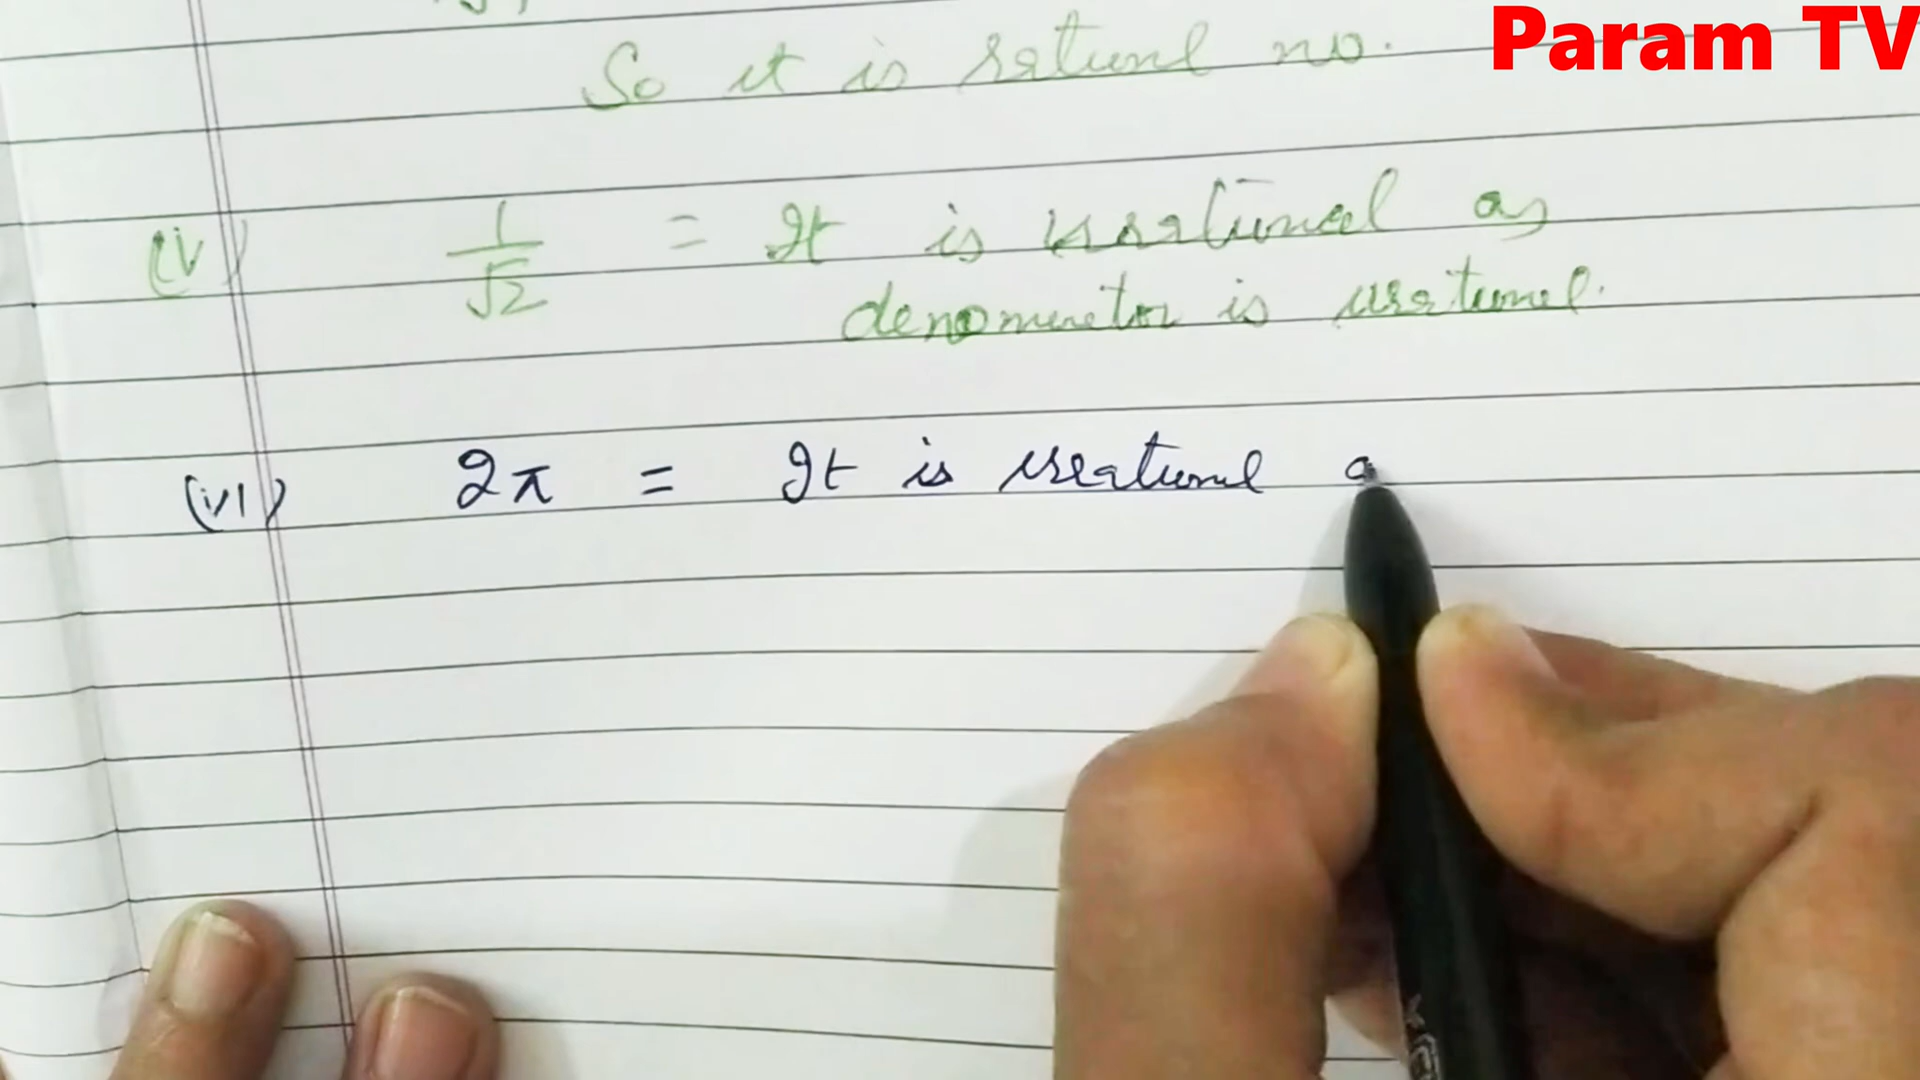 Param TV
So it is rational no.
(iv) 1/√2 = It is irrational as
denominator is irrational.
(vi) 2π = It is irrational a